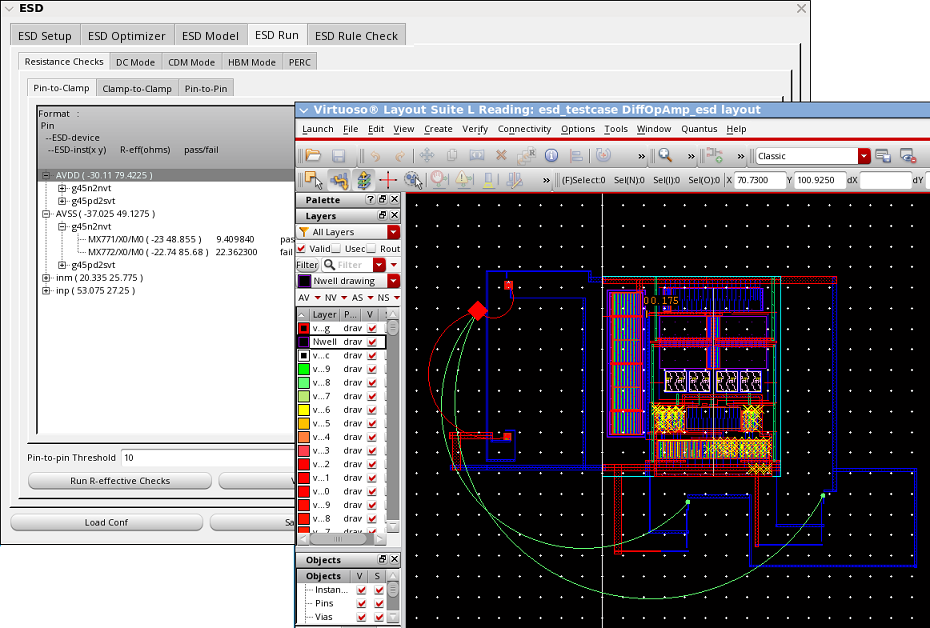 ESD
ESD Setup ESD Optimizer ESD Model ESD Run ESD Rule Check
Resistance Checks DC Mode CDM Mode HBM Mode PERC
Pin-to-Clamp Clamp-to-Clamp Pin-to-Pin
Format :
Pin
--ESD-device
--ESD-inst(x y) R-eff(ohms) pass/fail
AVDD ( -30.11 79.4225 )
g45n2nvt
g45pd2svt
AVSS ( -37.025 49.1275 )
g45n2nvt
MX771/X0/M0 ( -23 48.855 ) 9.409840 pas
MX772/X0/M0 ( -22.74 85.68 ) 22.362300 fail
g45pd2svt
inm ( 20.335 25.775 )
inp ( 53.075 27.25 )
Pin-to-pin Threshold 10
Run R-effective Checks V
Load Conf Sa
Virtuoso® Layout Suite L Reading: esd_testcase DiffOpAmp_esd layout
Launch File Edit View Create Verify Connectivity Options Tools Window Quantus Help
» » » Classic
» (F)Select:0 Sel(N):0 Sel(I):0 Sel(O):0 X 70.7300 Y 100.9250 dX dY
Palette ?
Layers
All Layers
Valid Usec Rout
Filter Filter
Nwell drawing
AV NV AS NS
Layer P... V
v...g drav
Nwell drav
v...c drav
v...9 drav
v...8 drav
v...7 drav
v...6 drav
v...5 drav
v...4 drav
v...3 drav
v...2 drav
v...1 drav
v...0 drav
v...9 drav
v...8 drav
v...7 drav
Objects
Objects V S
Instan...
Pins
Vias
00.175